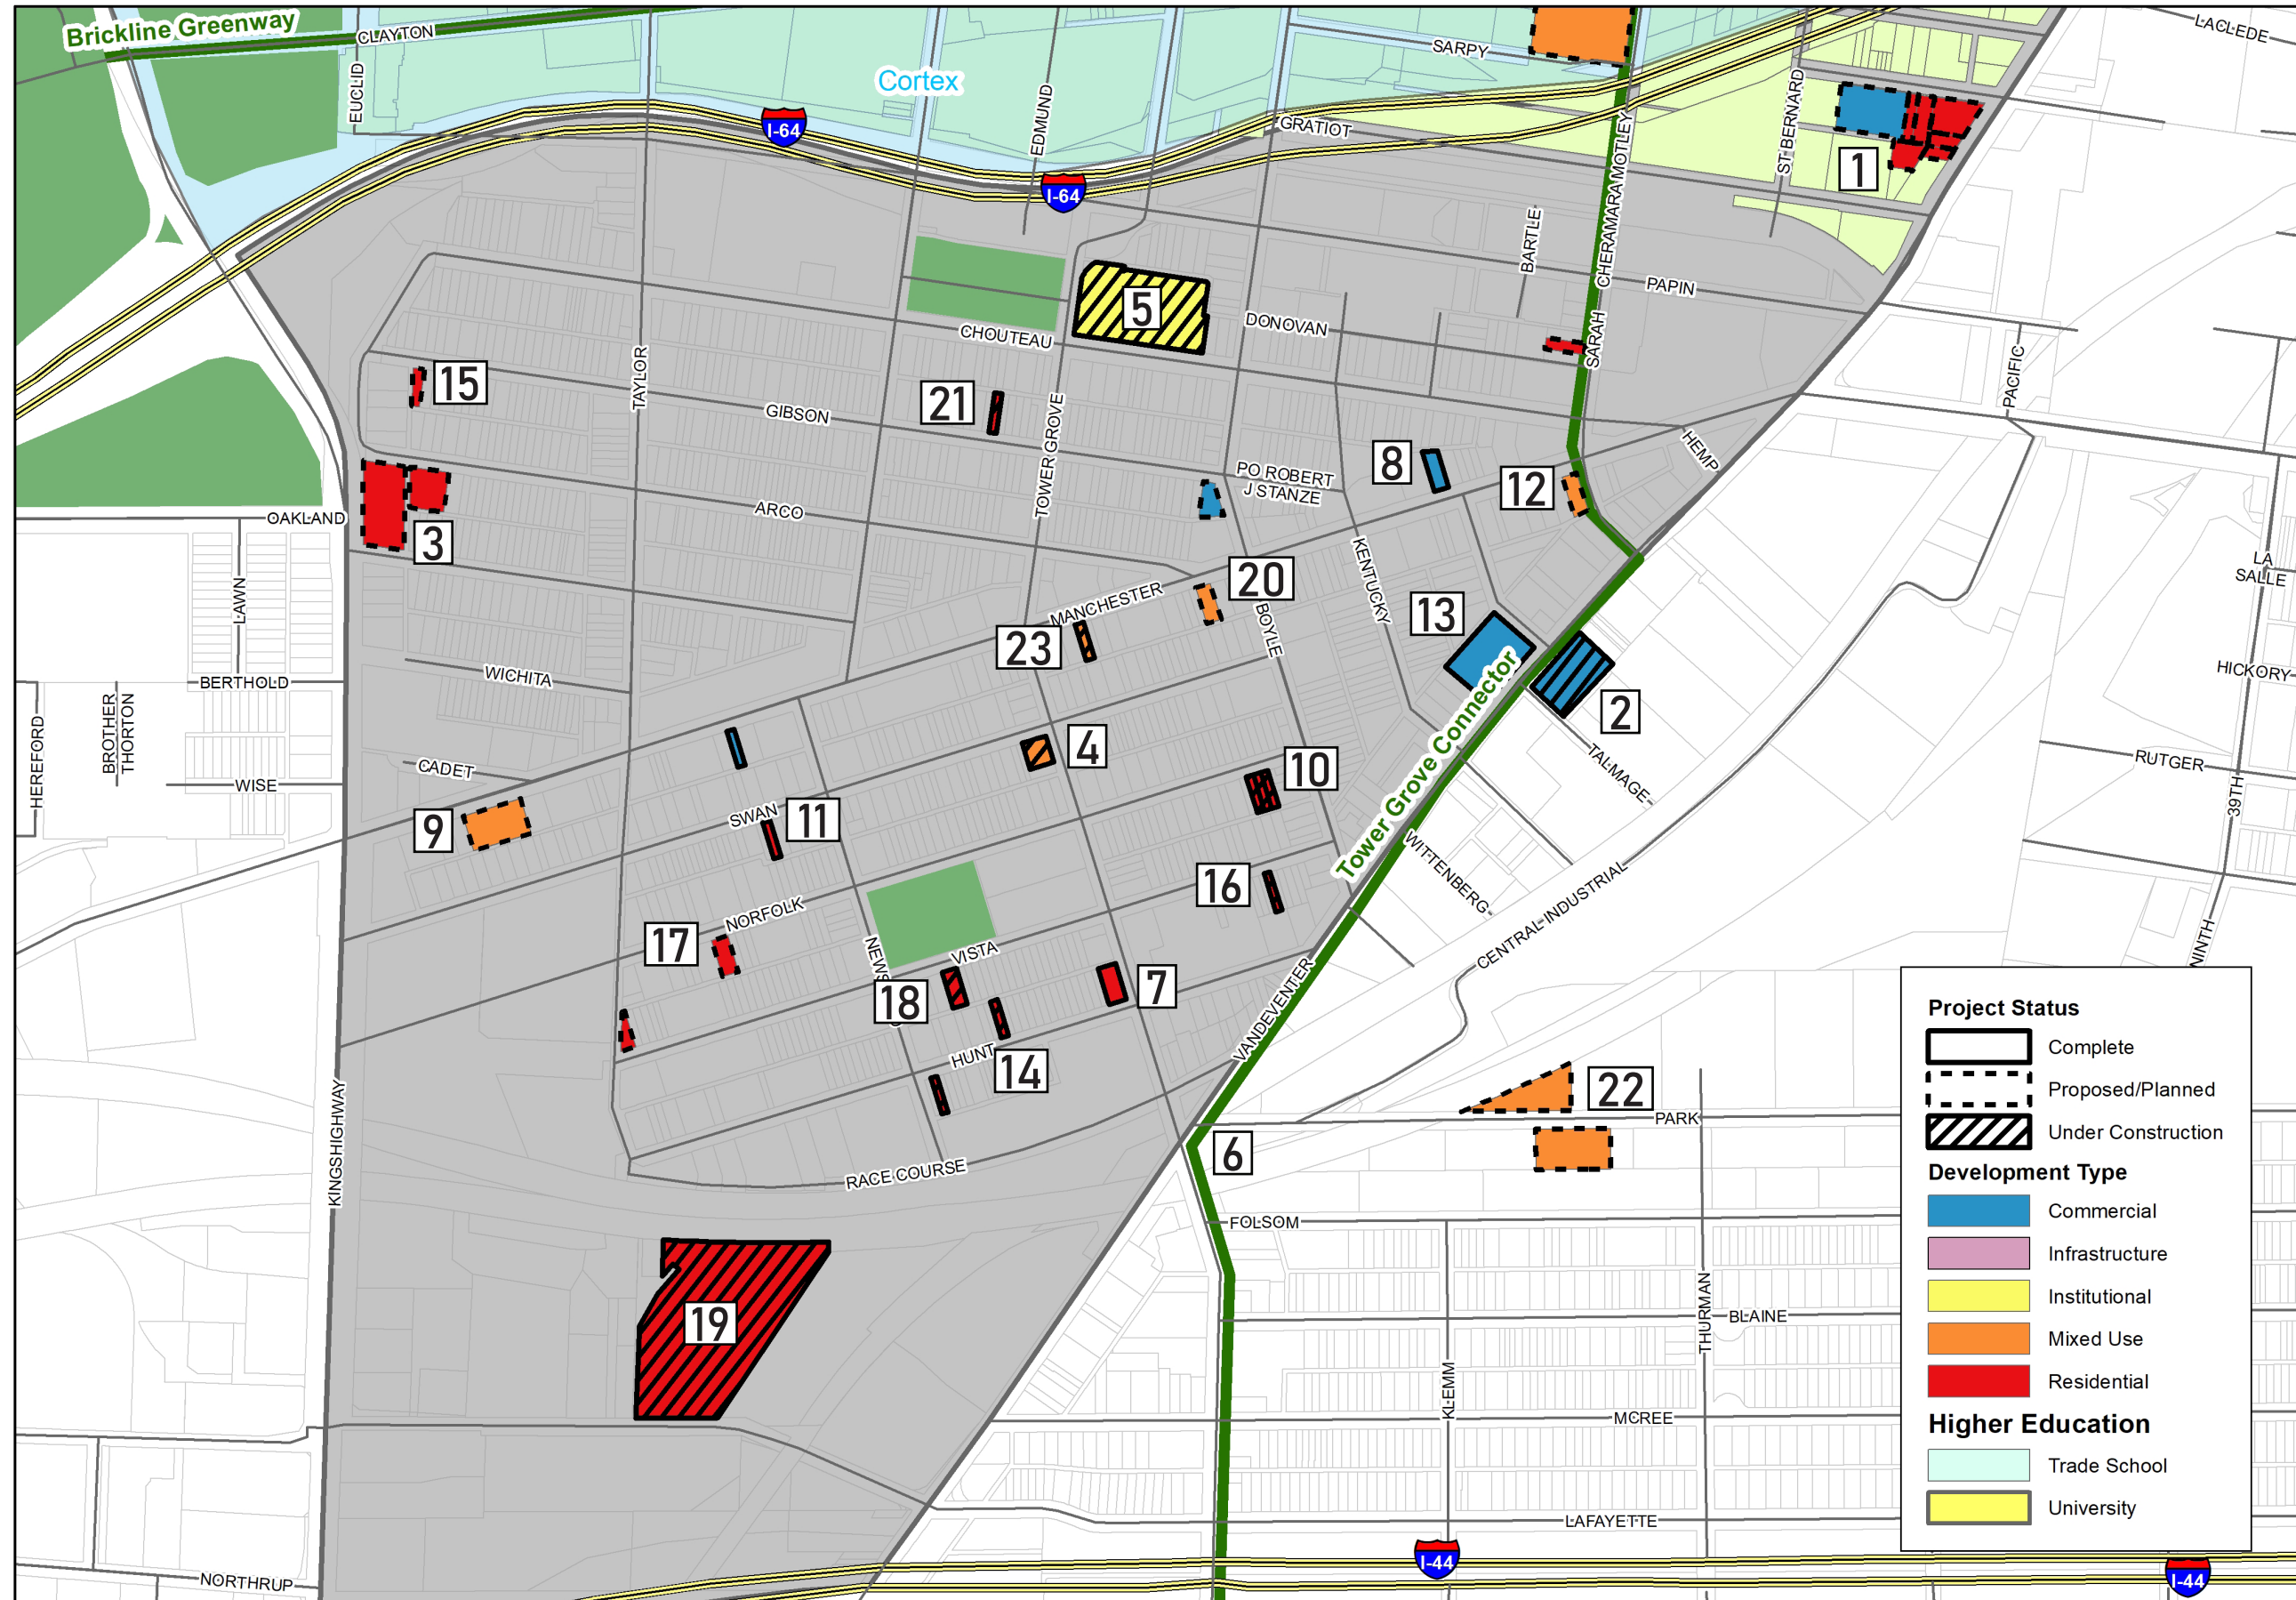 Brickline Greenway
CLAYTON
EUCLID
Cortex
EDMUND
SARPY
LACLEDE
I-64
I-64
GRATIOT
CHERAMARA MOTLEY
ST BERNARD
1
BARTLE
PAPIN
5
CHOUTEAU
DONOVAN
SARAH
PACIFIC
15
TAYLOR
21
GIBSON
TOWER GROVE
8
HEMP
PO ROBERT
J STANZE
12
ARCO
OAKLAND
3
LAWN
KENTUCKY
LA
SALLE
20
MANCHESTER
BOYLE
13
23
WICHITA
BERTHOLD
HEREFORD
BROTHER
THORTON
HICKORY
2
4
Tower Grove Connector
TALMAGE
RUTGER
CADET
WISE
10
39TH
9
SWAN
11
WITTENBERG
16
CENTRAL INDUSTRIAL
17
NORFOLK
VISTA
NINTH
18
7
VANDEVENTER
HUNT
14
22
PARK
KINGSHIGHWAY
6
RACE COURSE
FOLSOM
19
THURMAN
BLAINE
KLEMM
MCREE
LAFAYETTE
I-44
I-44
NORTHRUP
Project Status
Complete
Proposed/Planned
Under Construction
Development Type
Commercial
Infrastructure
Institutional
Mixed Use
Residential
Higher Education
Trade School
University